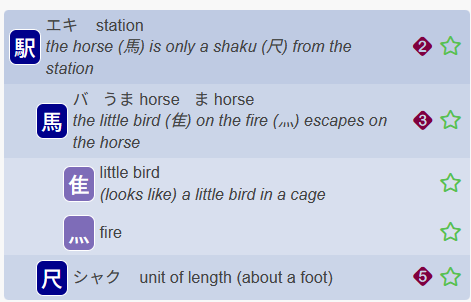 駅 エキ station
the horse (馬) is only a shaku (尺) from the
station
2
馬 バ うま horse ま horse
the little bird (隹) on the fire (灬) escapes on
the horse
3
隹 little bird
(looks like) a little bird in a cage
灬 fire
尺 シャク unit of length (about a foot)
5